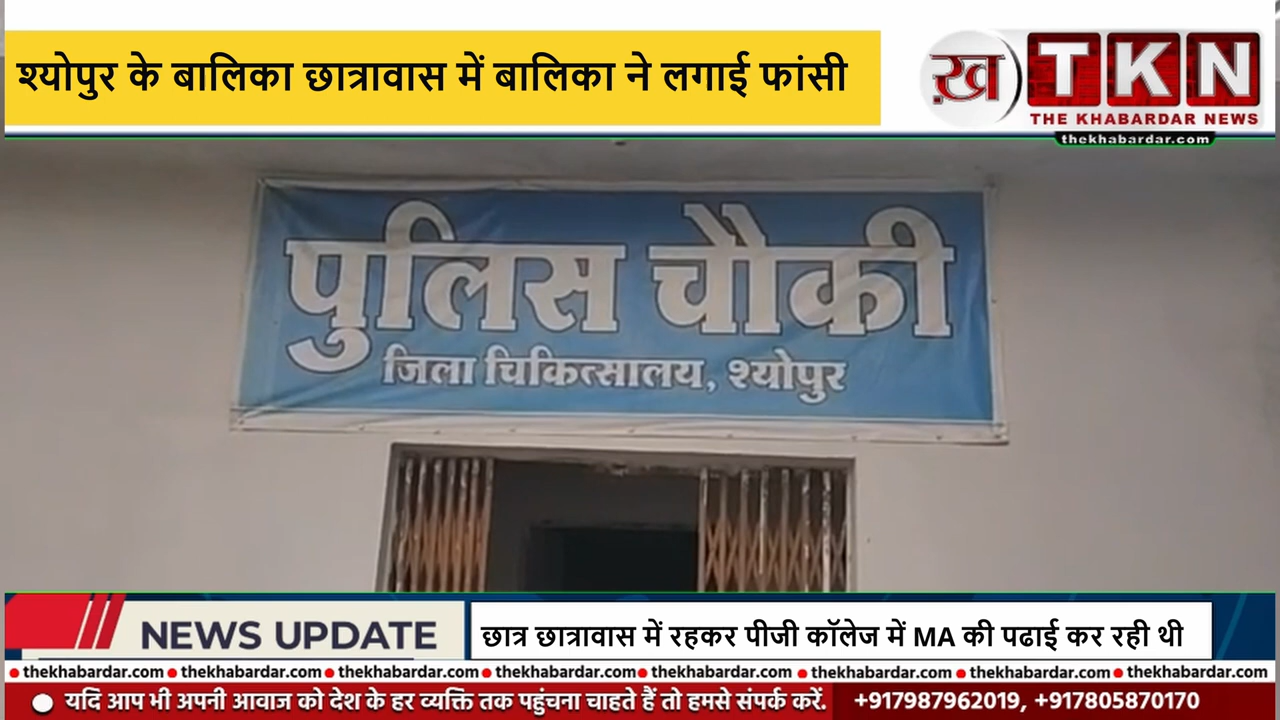 श्योपुर के बालिका छात्रावास में बालिका ने लगाई फांसी
ख़ TKN
THE KHABARDAR NEWS
thekhabardar.com
पुलिस चौकी
जिला चिकित्सालय, श्योपुर
NEWS UPDATE
छात्र छात्रावास में रहकर पीजी कॉलेज में MA की पढाई कर रही थी
thekhabardar.com thekhabardar.com thekhabardar.com thekhabardar.com thekhabardar.com thekhabardar.com thekhabardar.com thekhabardar.com
यदि आप भी अपनी आवाज को देश के हर व्यक्ति तक पहुंचना चाहते हैं तो हमसे संपर्क करें. +917987962019, +917805870170